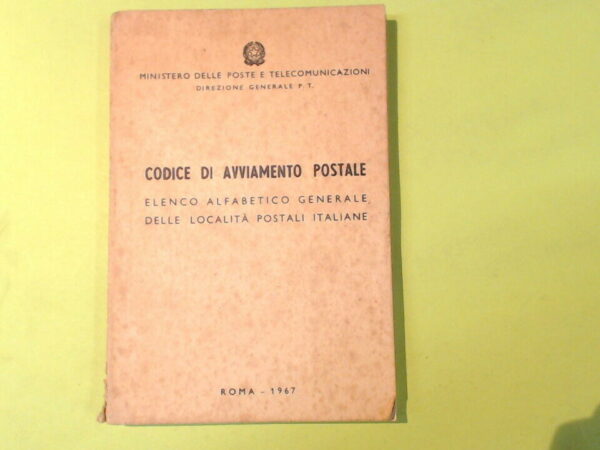 MINISTERO DELLE POSTE E TELECOMUNICAZIONI
DIREZIONE GENERALE P. T.
CODICE DI AVVIAMENTO POSTALE
ELENCO ALFABETICO GENERALE
DELLE LOCALITÀ POSTALI ITALIANE
ROMA - 1967